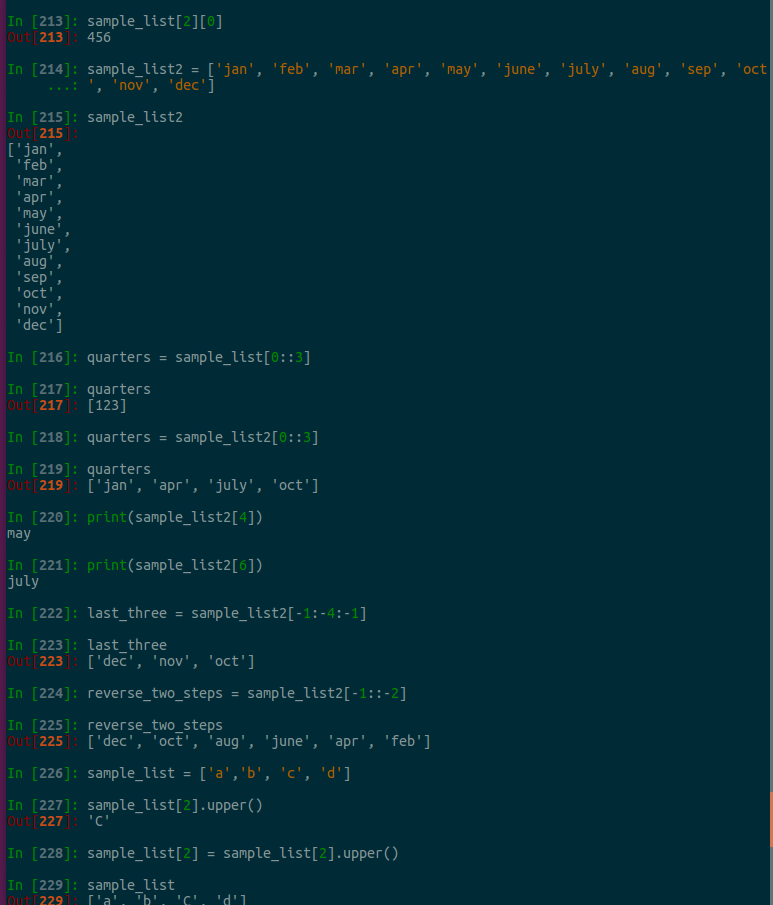 In [213]: sample_list[2][0]
Out[213]: 456
In [214]: sample_list2 = ['jan', 'feb', 'mar', 'apr', 'may', 'june', 'july', 'aug', 'sep', 'oct
...: ', 'nov', 'dec']
In [215]: sample_list2
Out[215]:
['jan',
'feb',
'mar',
'apr',
'may',
'june',
'july',
'aug',
'sep',
'oct',
'nov',
'dec']
In [216]: quarters = sample_list[0::3]
In [217]: quarters
Out[217]: [123]
In [218]: quarters = sample_list2[0::3]
In [219]: quarters
Out[219]: ['jan', 'apr', 'july', 'oct']
In [220]: print(sample_list2[4])
may
In [221]: print(sample_list2[6])
july
In [222]: last_three = sample_list2[-1:-4:-1]
In [223]: last_three
Out[223]: ['dec', 'nov', 'oct']
In [224]: reverse_two_steps = sample_list2[-1::-2]
In [225]: reverse_two_steps
Out[225]: ['dec', 'oct', 'aug', 'june', 'apr', 'feb']
In [226]: sample_list = ['a','b', 'c', 'd']
In [227]: sample_list[2].upper()
Out[227]: 'C'
In [228]: sample_list[2] = sample_list[2].upper()
In [229]: sample_list
Out[229]: ['a', 'b', 'C', 'd']